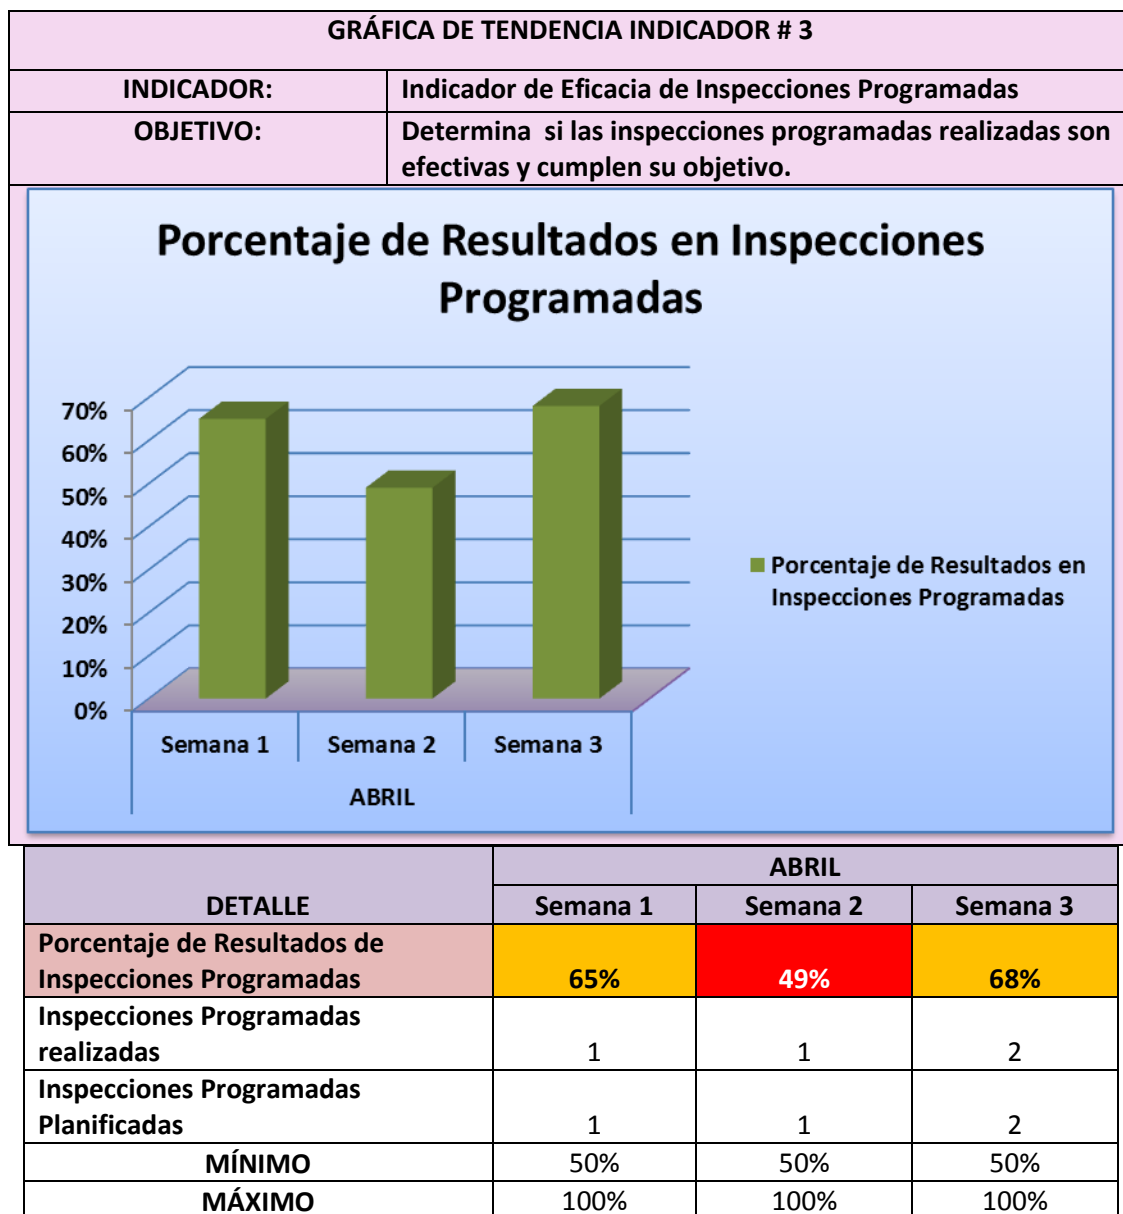 GRÁFICA DE TENDENCIA INDICADOR # 3
INDICADOR: Indicador de Eficacia de Inspecciones Programadas
OBJETIVO: Determina si las inspecciones programadas realizadas son
efectivas y cumplen su objetivo.
Porcentaje de Resultados en Inspecciones
Programadas
70%
60%
50%
40%
30%
20%
10%
0%
Semana 1 Semana 2 Semana 3
ABRIL
Porcentaje de Resultados en
Inspecciones Programadas
ABRIL
DETALLE Semana 1 Semana 2 Semana 3
Porcentaje de Resultados de
Inspecciones Programadas 65% 49% 68%
Inspecciones Programadas
realizadas 1 1 2
Inspecciones Programadas
Planificadas 1 1 2
MÍNIMO 50% 50% 50%
MÁXIMO 100% 100% 100%